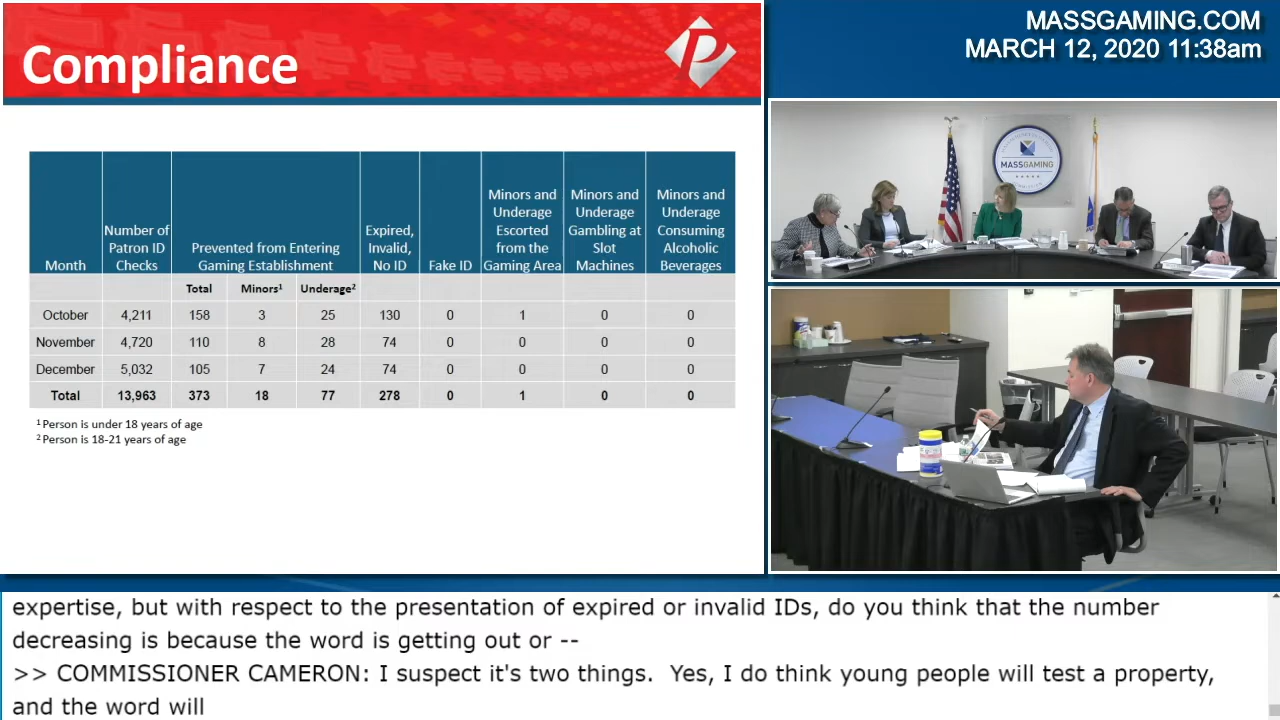 Compliance
MASSGAMING.COM
MARCH 12, 2020 11:38am
MASSGAMING
Month
Number of
Patron ID
Checks
Prevented from Entering
Gaming Establishment
Expired,
Invalid,
No ID
Fake ID
Minors and
Underage
Escorted
from the
Gaming Area
Minors and
Underage
Gambling at
Slot
Machines
Minors and
Underage
Consuming
Alcoholic
Beverages
Total Minors¹ Underage²
October 4,211 158 3 25 130 0 1 0 0
November 4,720 110 8 28 74 0 0 0 0
December 5,032 105 7 24 74 0 0 0 0
Total 13,963 373 18 77 278 0 1 0 0
¹ Person is under 18 years of age
² Person is 18-21 years of age
expertise, but with respect to the presentation of expired or invalid IDs, do you think that the number
decreasing is because the word is getting out or --
>> COMMISSIONER CAMERON: I suspect it's two things.  Yes, I do think young people will test a property,
and the word will